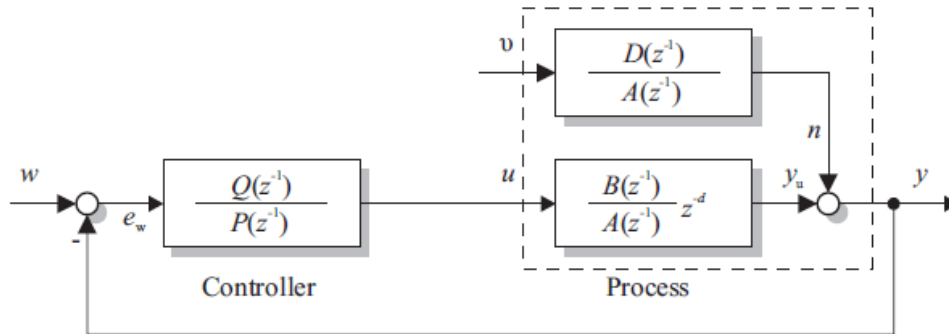 υ
D(z⁻¹)
A(z⁻¹)
n
w
e_w
-
Q(z⁻¹)
P(z⁻¹)
u
B(z⁻¹)
A(z⁻¹)
z⁻ᵈ
y_u
y
Controller
Process